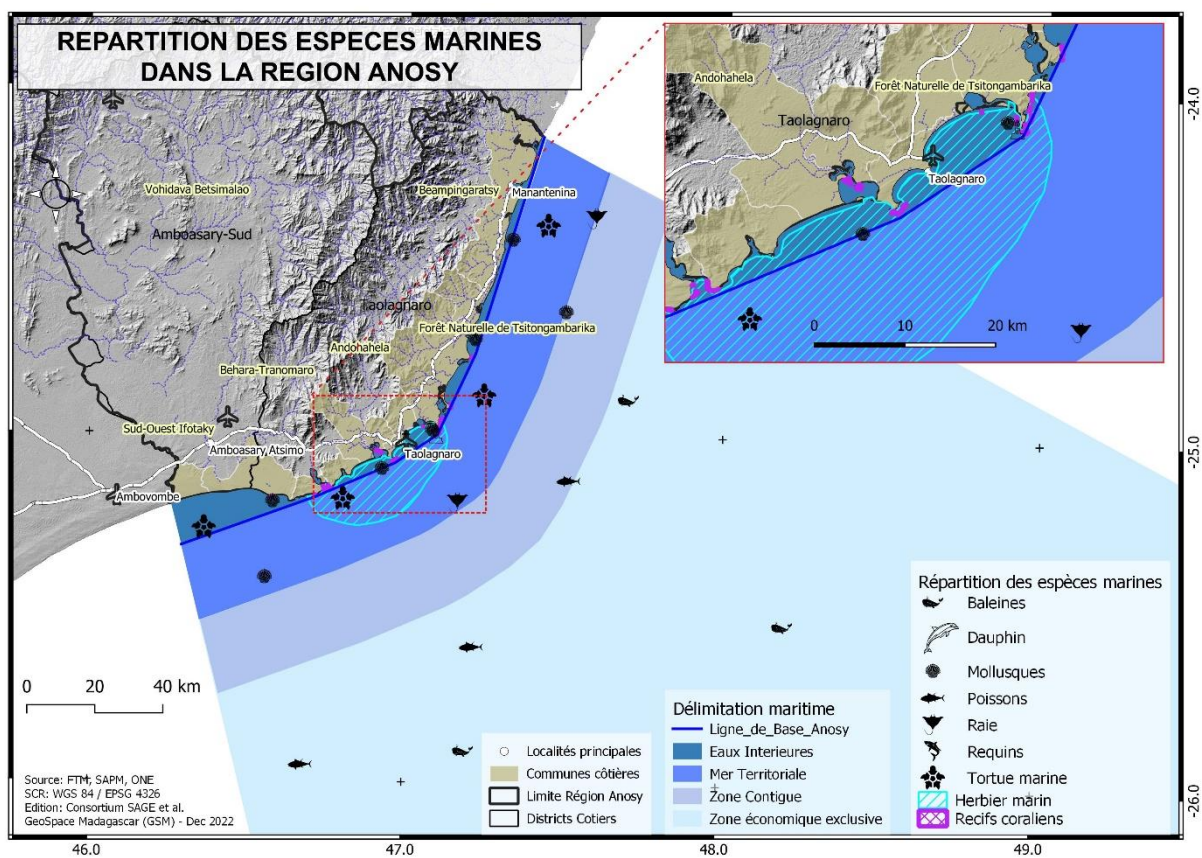 REPARTITION DES ESPECES MARINES
DANS LA REGION ANOSY
Andohahela
Forêt Naturelle de Tsitongambarika
Taolagnaro
Taolagnaro
0 10 20 km
-24.0
Vohidava Betsimalao
Beampingaratsy
Manantenina
Amboasary-Sud
Taolagnaro
Forêt Naturelle de Tsitongambarika
Andohahela
Behara-Tranomaro
Sud-Ouest Ifotaky
Amboasary Atsimo
Taolagnaro
-25.0
Ambovombe
0 20 40 km
Répartition des espèces marines
Baleines
Dauphin
Mollusques
Poissons
Raie
Requins
Tortue marine
Herbier marin
Recifs coraliens
Délimitation maritime
Ligne_de_Base_Anosy
Eaux Interieures
Mer Territoriale
Zone Contigue
Zone économique exclusive
Localités principales
Communes côtières
Limite Région Anosy
Districts Cotiers
Source: FTM, SAPM, ONE
SCR: WGS 84 / EPSG 4326
Edition: Consortium SAGE et al.
GeoSpace Madagascar (GSM) - Dec 2022
-26.0
46.0 47.0 48.0 49.0